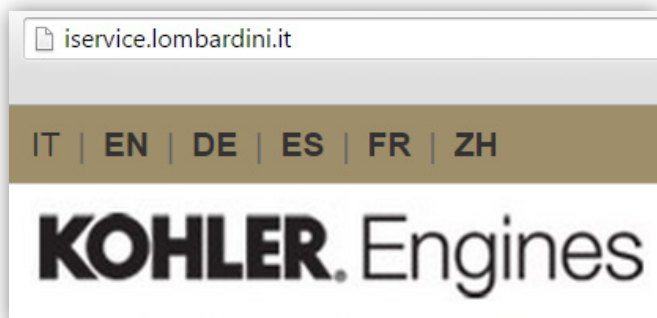 iservice.lombardini.it
IT | EN | DE | ES | FR | ZH
KOHLER. Engines